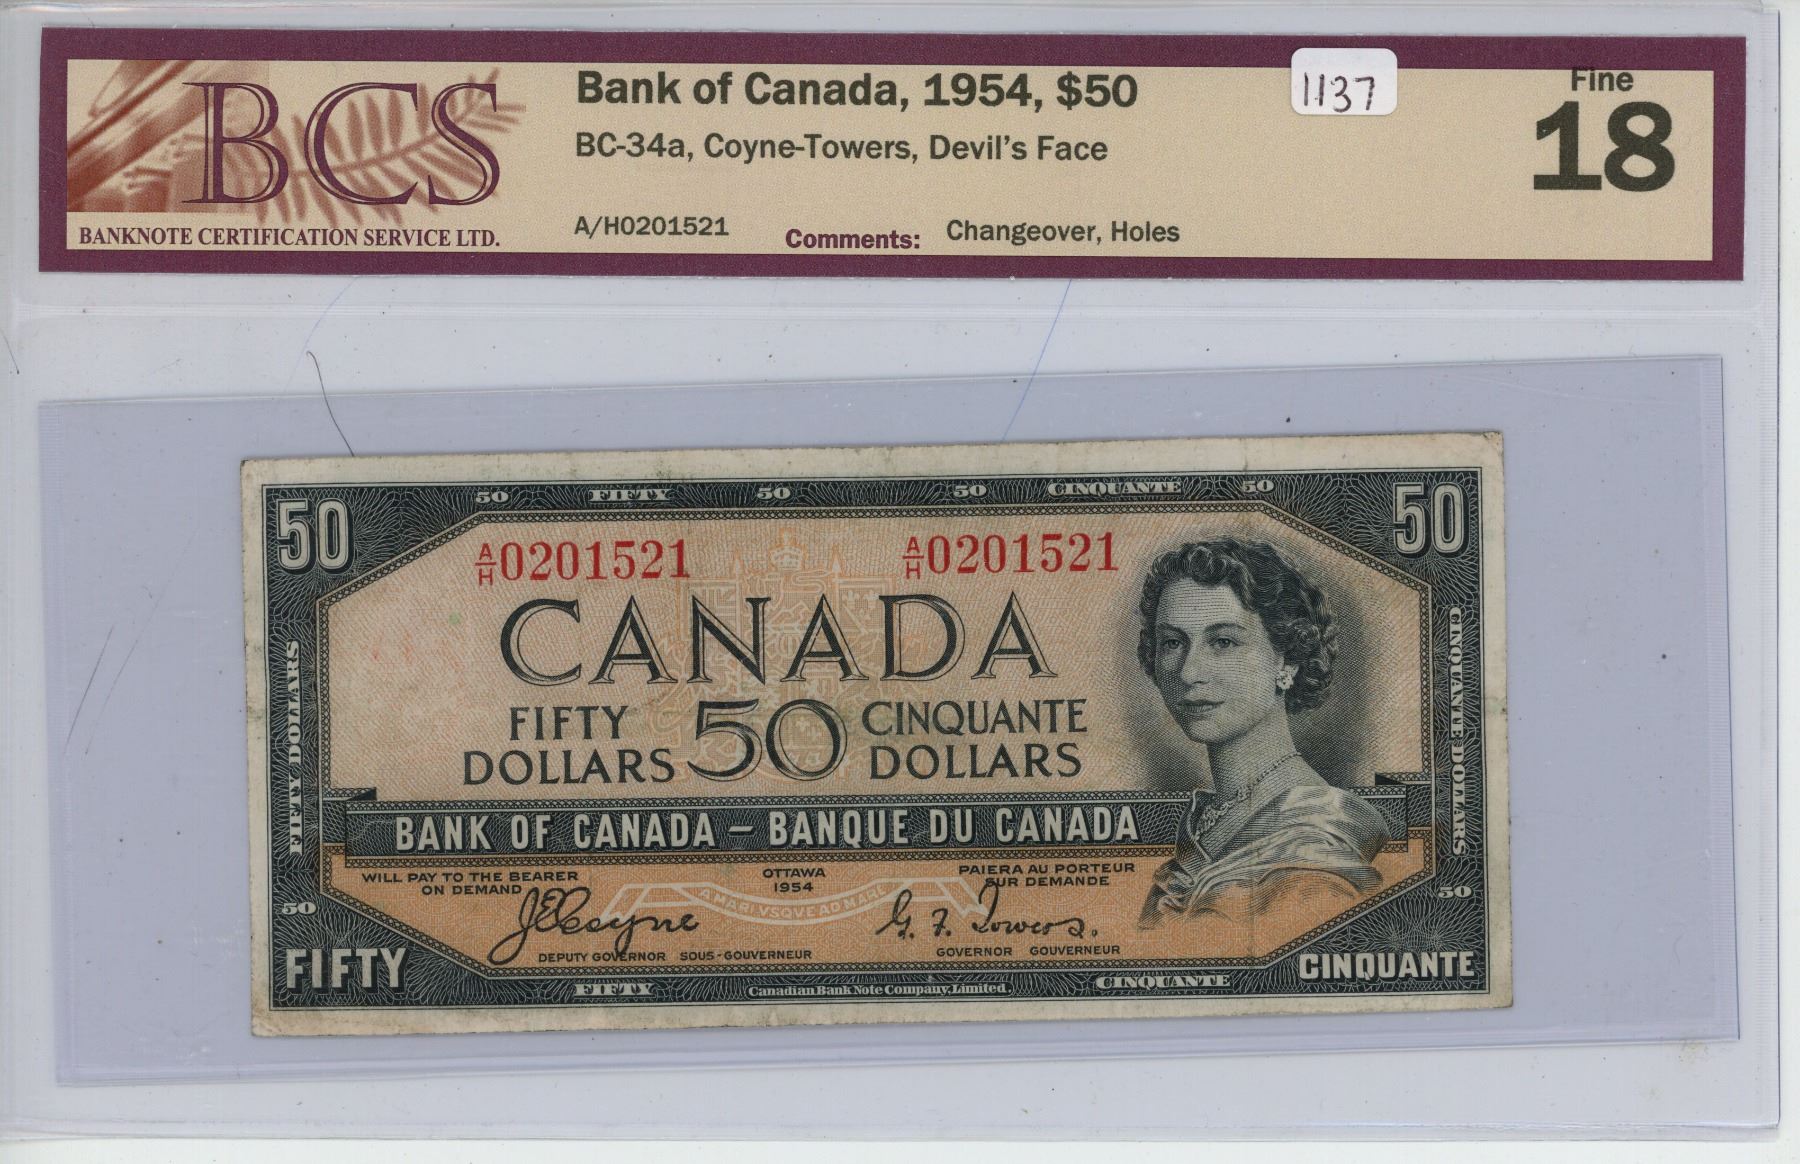 BCS
BANKNOTE CERTIFICATION SERVICE LTD.
Bank of Canada, 1954, $50
BC-34a, Coyne-Towers, Devil's Face
A/H0201521
Comments: Changeover, Holes
1137
Fine
18
50 50 FIFTY 50 50 CINQUANTE 50 50
A/H0201521 A/H0201521
CANADA
FIFTY DOLLARS
50
CINQUANTE DOLLARS
FIFTY DOLLARS
CINQUANTE DOLLARS
BANK OF CANADA – BANQUE DU CANADA
WILL PAY TO THE BEARER
ON DEMAND
OTTAWA
1954
PAIERA AU PORTEUR
SUR DEMANDE
A MARI VSQVE AD MARE
50 50
J E Coyne
G. F. Towers.
DEPUTY GOVERNOR SOUS-GOUVERNEUR
GOVERNOR GOUVERNEUR
FIFTY CINQUANTE
FIFTY Canadian Bank Note Company, Limited CINQUANTE